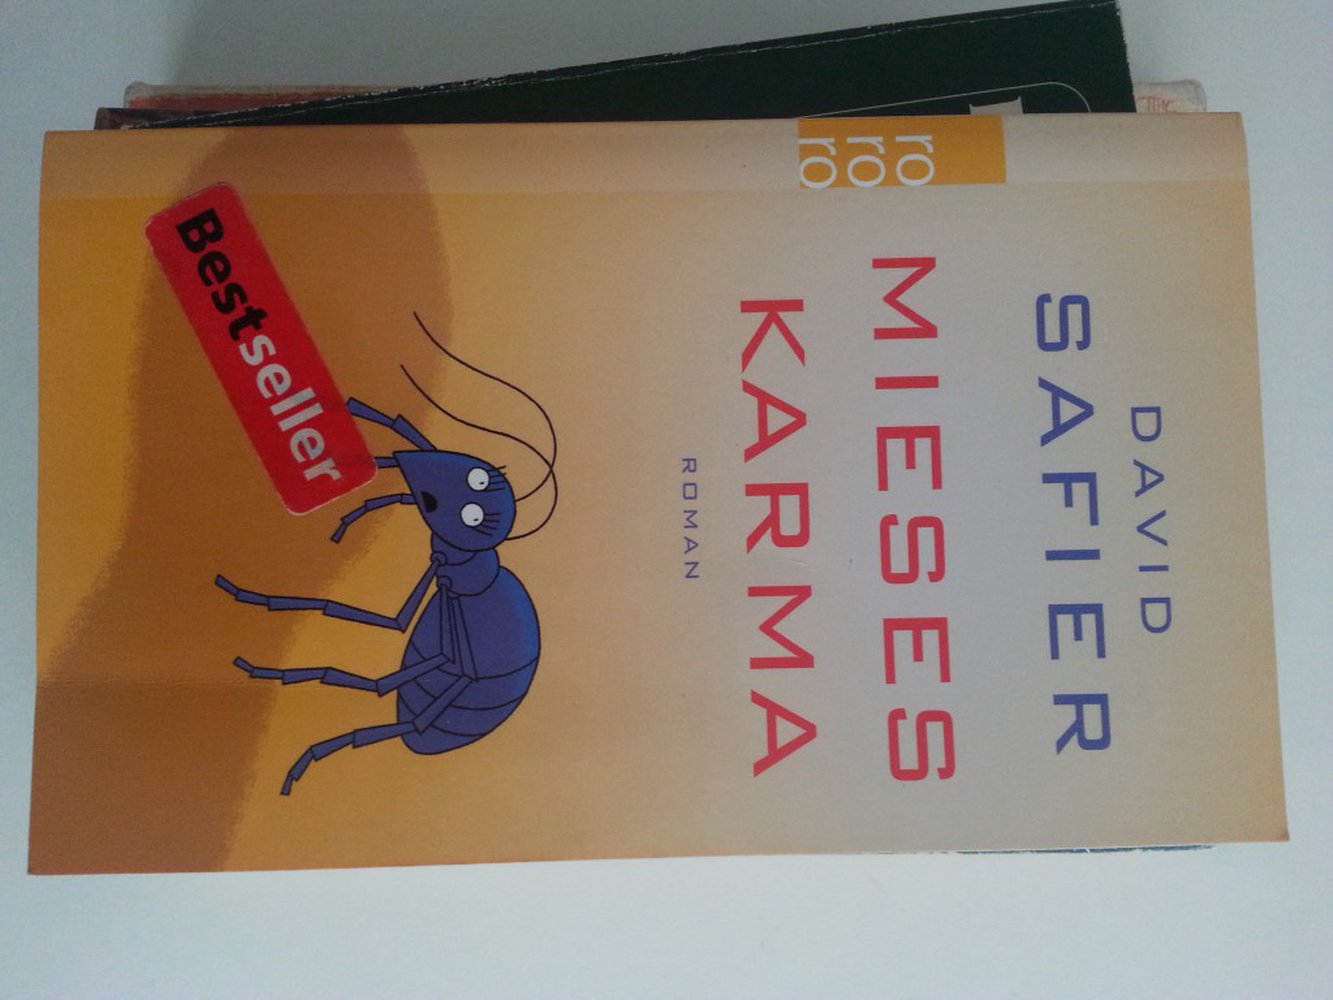 DAVID
SAFIER
MIESES
KARMA
ROMAN
ro
ro
ro
Bestseller